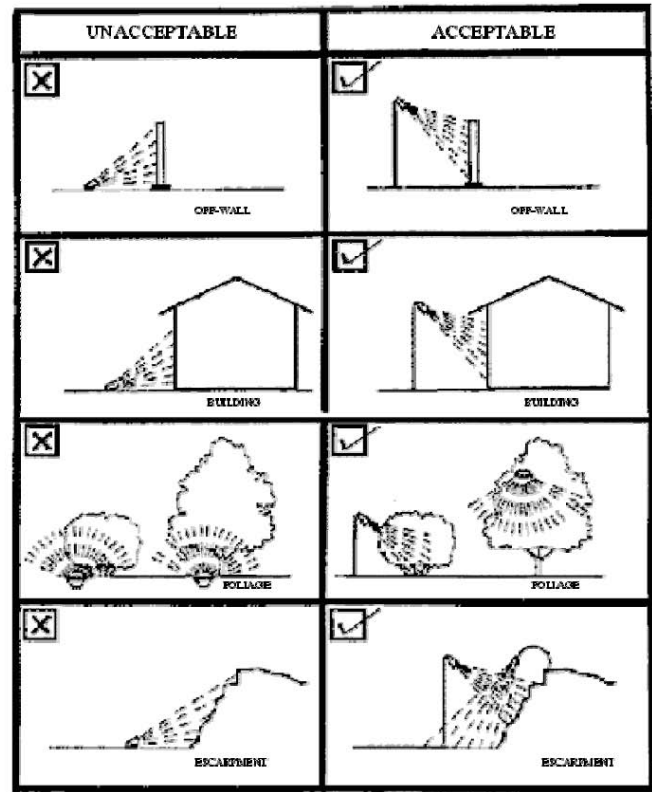 UNACCEPTABLE ACCEPTABLE
OFF-WALL OFF-WALL
BUILDING BUILDING
FOLIAGE FOLIAGE
ESCARPMENT ESCARPMENT